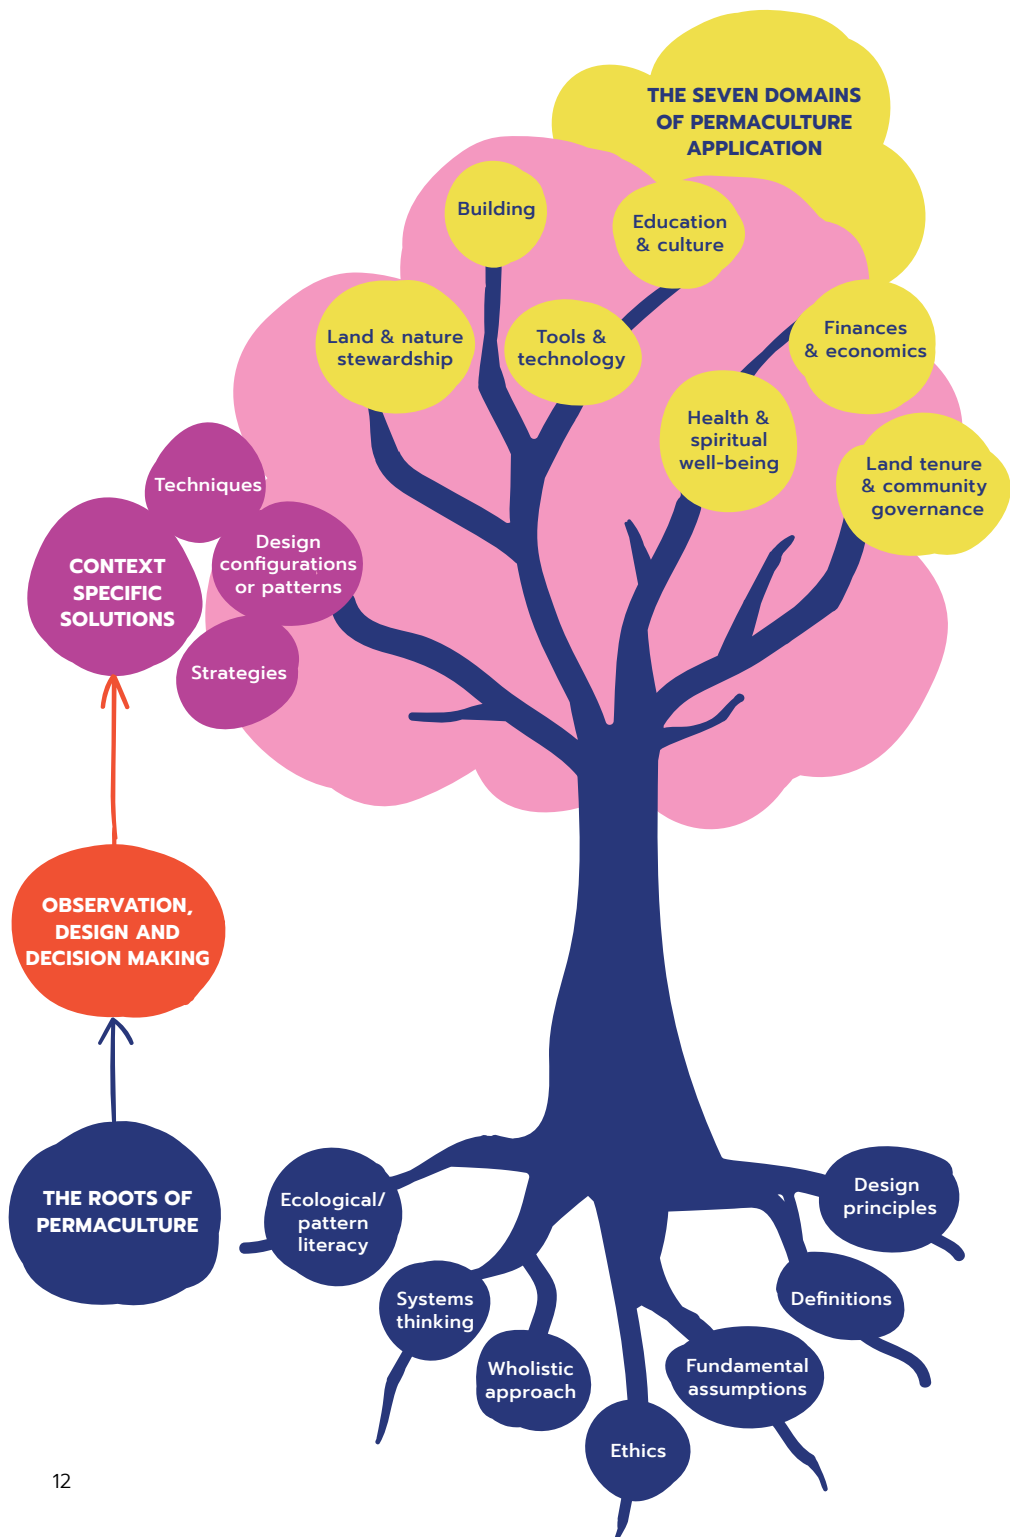 THE SEVEN DOMAINS
OF PERMACULTURE
APPLICATION
Building
Education
& culture
Land & nature
stewardship
Tools &
technology
Finances
& economics
Health &
spiritual
well-being
Land tenure
& community
governance
Techniques
Design
configurations
or patterns
Strategies
CONTEXT
SPECIFIC
SOLUTIONS
OBSERVATION,
DESIGN AND
DECISION MAKING
THE ROOTS OF
PERMACULTURE
Ecological/
pattern
literacy
Systems
thinking
Wholistic
approach
Ethics
Fundamental
assumptions
Definitions
Design
principles
12